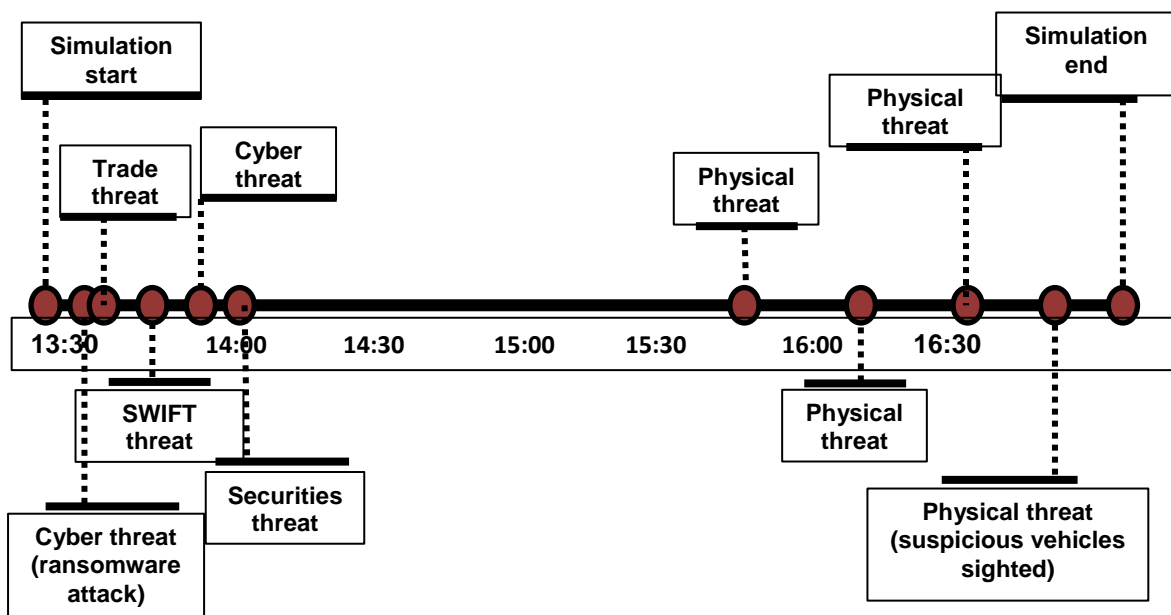 Simulation
start
Simulation
end
Physical
threat
Cyber
threat
Trade
threat
Physical
threat
13:30 14:00 14:30 15:00 15:30 16:00 16:30
SWIFT
threat
Physical
threat
Securities
threat
Physical threat
(suspicious vehicles
sighted)
Cyber threat
(ransomware
attack)